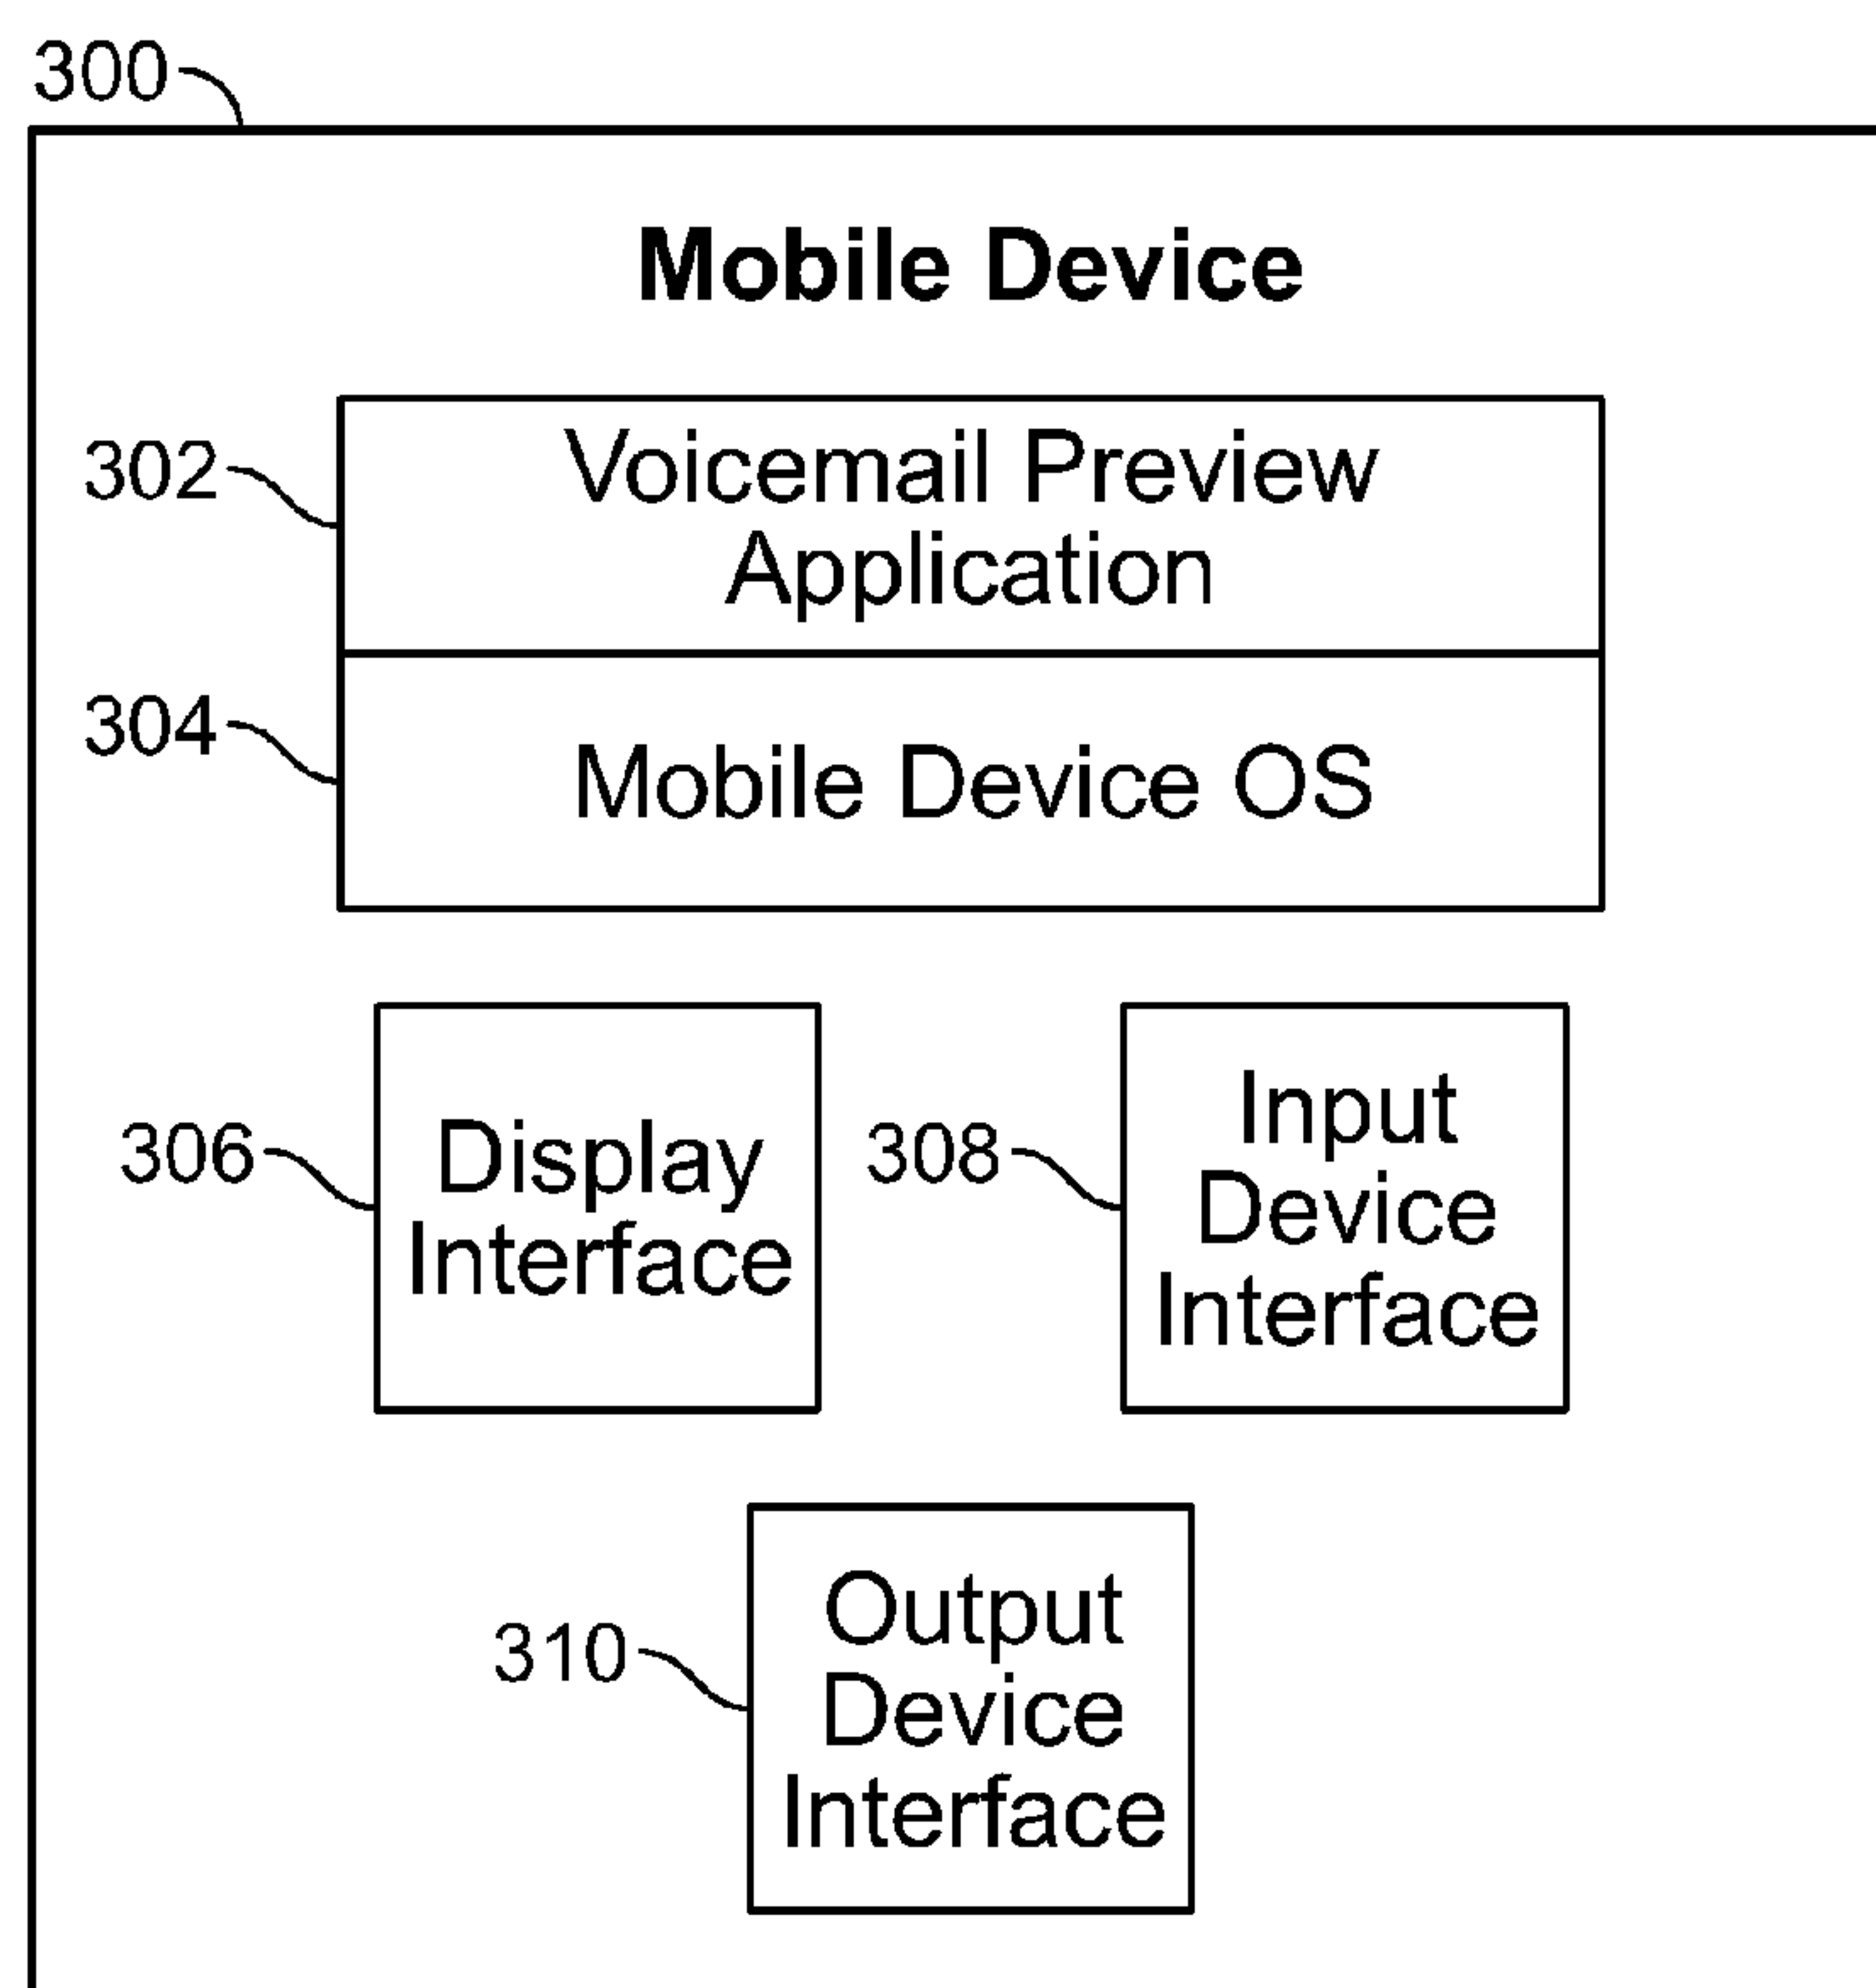 300
Mobile Device
302
Voicemail Preview
Application
304
Mobile Device OS
306
Display
Interface
308
Input
Device
Interface
310
Output
Device
Interface